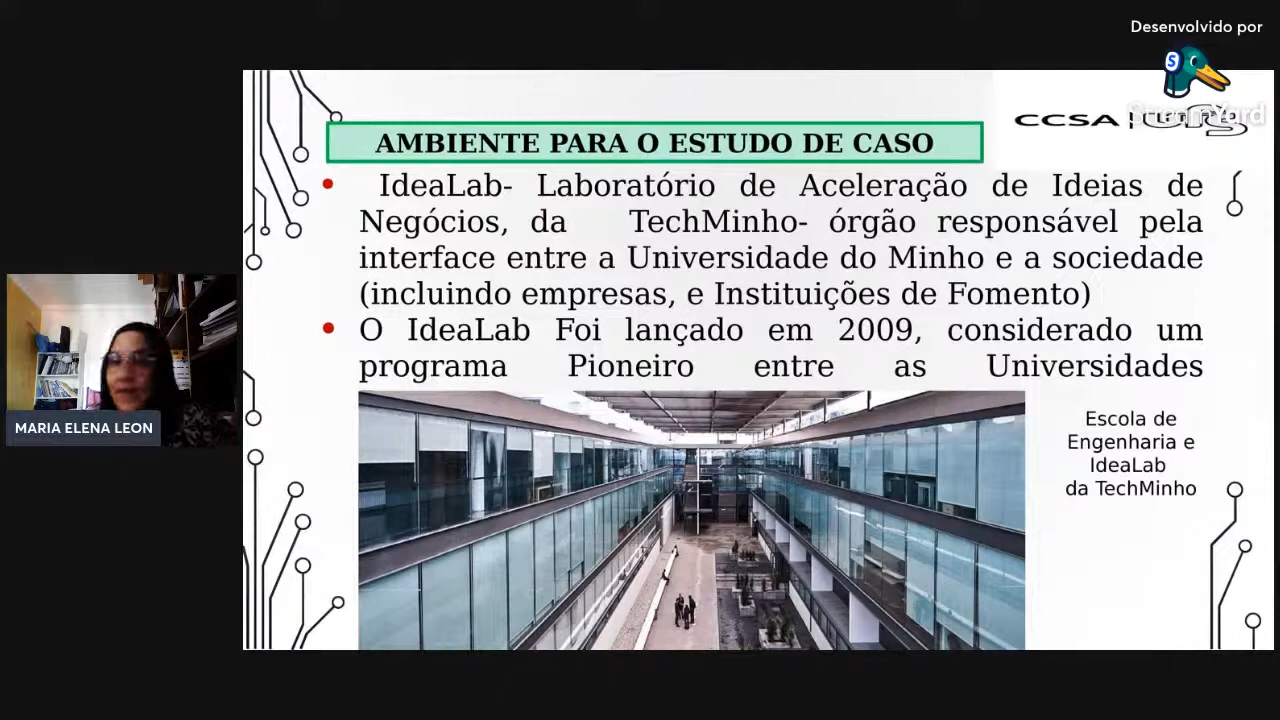 Desenvolvido por
StreamYard
CCSA
AMBIENTE PARA O ESTUDO DE CASO
• IdeaLab- Laboratório de Aceleração de Ideias de
Negócios, da TechMinho- órgão responsável pela
interface entre a Universidade do Minho e a sociedade
(incluindo empresas, e Instituições de Fomento)
• O IdeaLab Foi lançado em 2009, considerado um
programa Pioneiro entre as Universidades
MARIA ELENA LEON
Escola de
Engenharia e
IdeaLab
da TechMinho